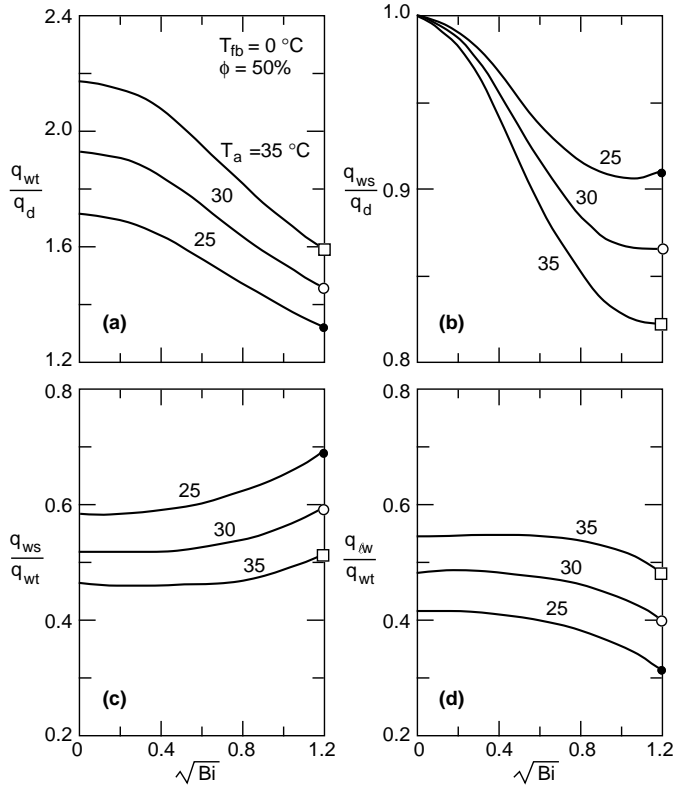 2.4
2.0
1.6
1.2
q_wt
q_d
T_fb = 0 °C
ϕ = 50%
T_a =35 °C
30
25
(a)
1.0
0.9
0.8
q_ws
q_d
25
30
35
(b)
0.8
0.6
0.4
0.2
q_ws
q_wt
25
30
35
(c)
0 0.4 0.8 1.2
√Bi
0.8
0.6
0.4
0.2
q_ℓw
q_wt
35
30
25
(d)
0 0.4 0.8 1.2
√Bi